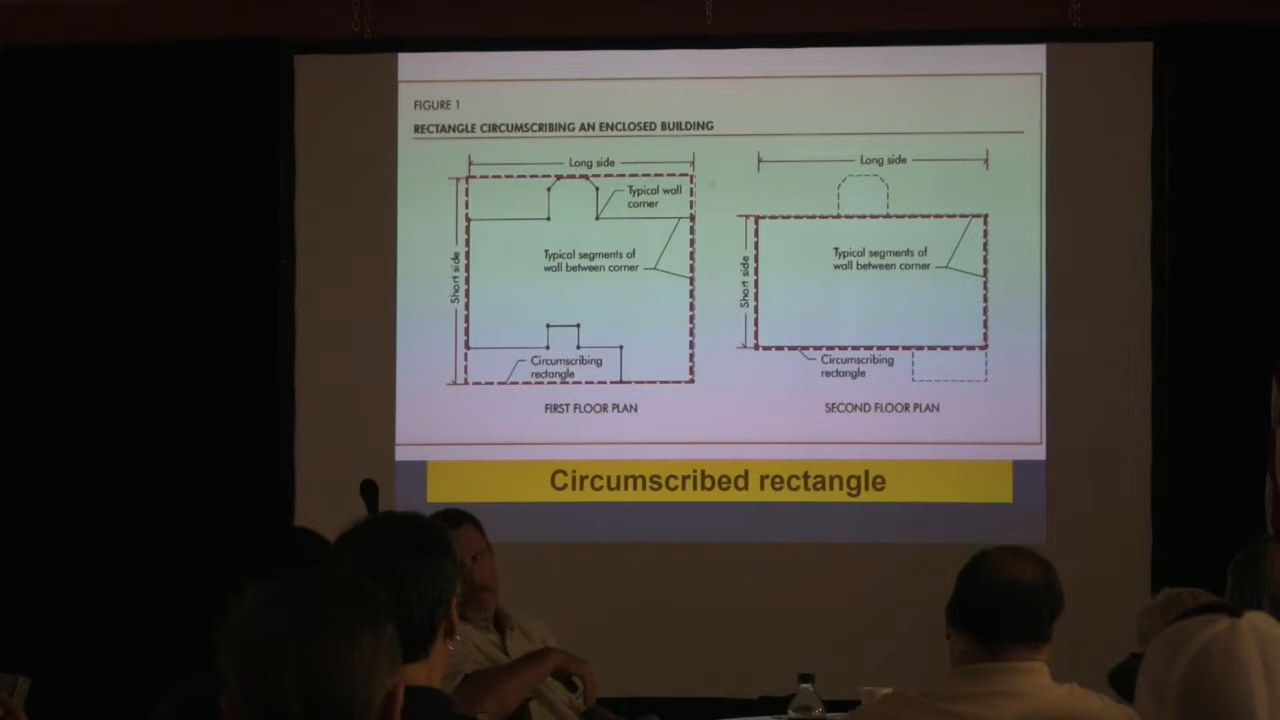 FIGURE 1
RECTANGLE CIRCUMSCRIBING AN ENCLOSED BUILDING
Long side
Short side
Typical wall
corner
Typical segments of
wall between corner
Circumscribing
rectangle
FIRST FLOOR PLAN
Long side
Short side
Typical segments of
wall between corner
Circumscribing
rectangle
SECOND FLOOR PLAN
Circumscribed rectangle